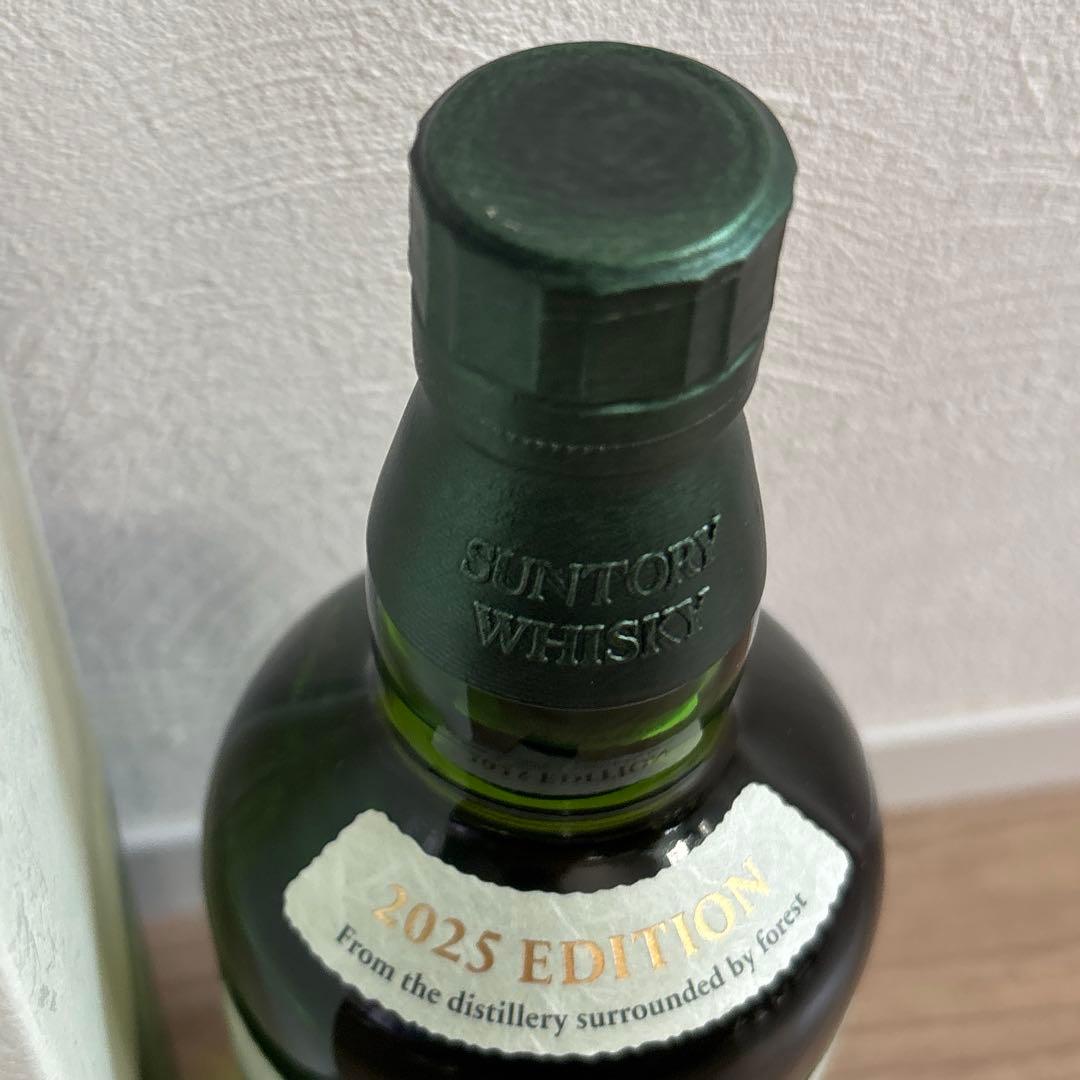 SUNTORY
WHISKY
2025 EDITION
From the distillery surrounded by forest